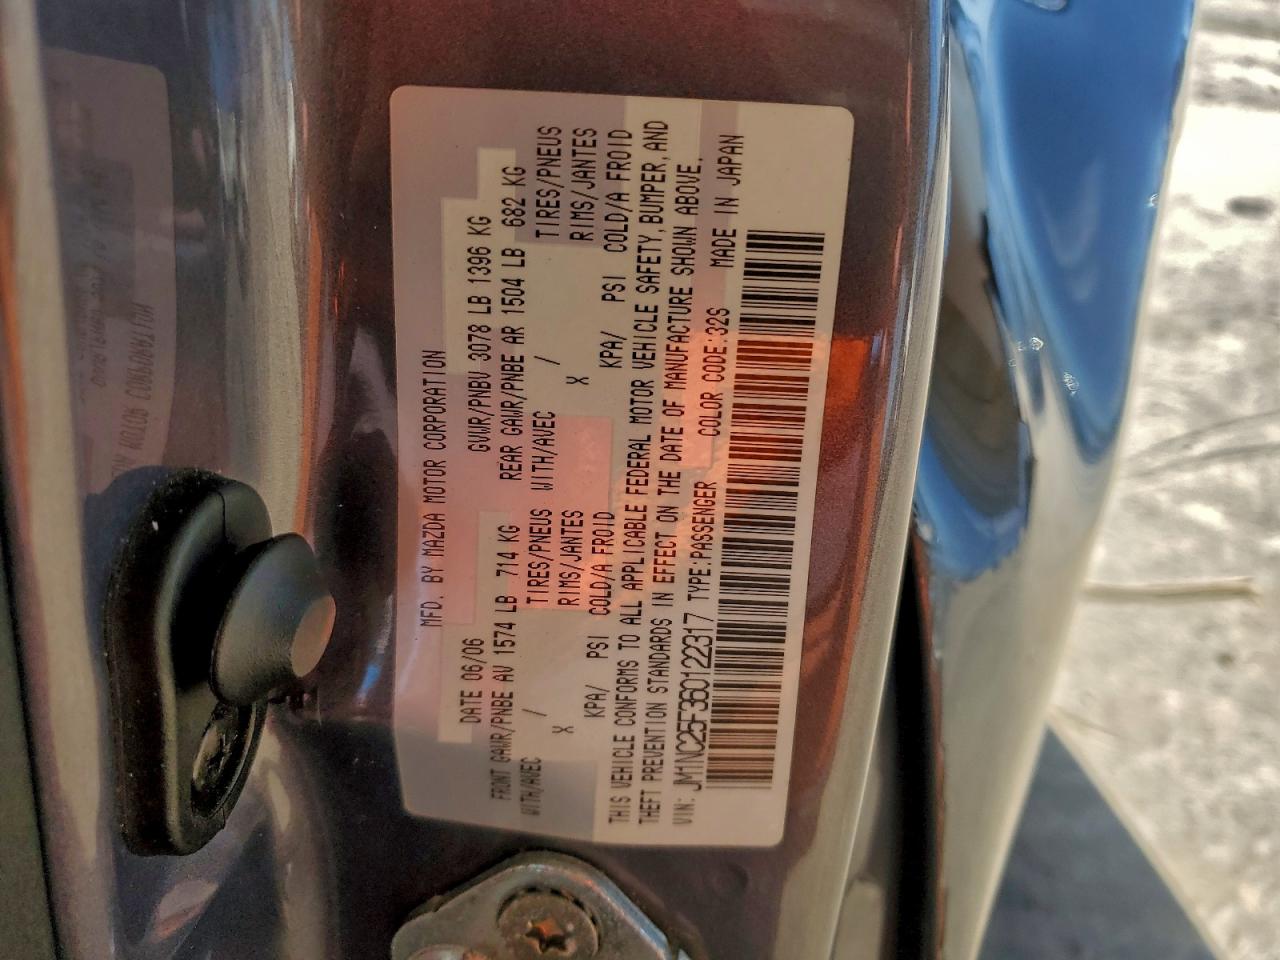 MFD. BY MAZDA MOTOR CORPORATION
DATE 06/06 GVWR/PNBV 3078 LB 1396 KG
FRONT GAWR/PNBE AV 1574 LB 714 KG REAR GAWR/PNBE AR 1504 LB 682 KG
WITH/AVEC / TIRES/PNEUS WITH/AVEC / TIRES/PNEUS
X RIMS/JANTES X RIMS/JANTES
KPA/ PSI COLD/A FROID KPA/ PSI COLD/A FROID
THIS VEHICLE CONFORMS TO ALL APPLICABLE FEDERAL MOTOR VEHICLE SAFETY, BUMPER, AND
THEFT PREVENTION STANDARDS IN EFFECT ON THE DATE OF MANUFACTURE SHOWN ABOVE.
VIN: JM1NC25F360122317 TYPE:PASSENGER COLOR CODE:32S MADE IN JAPAN